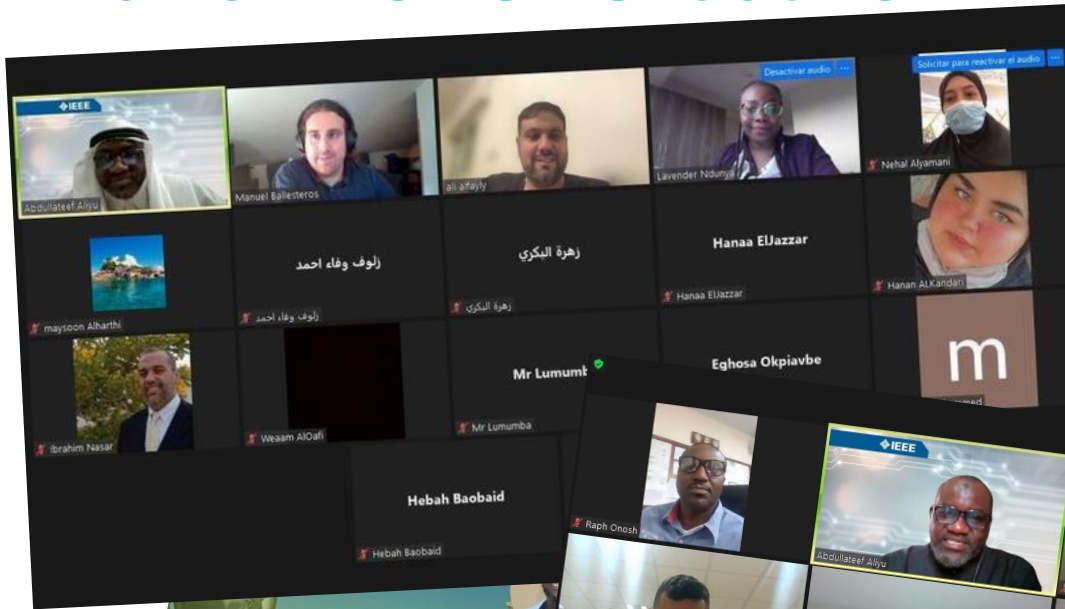 Desactivar audio
Solicitar para reactivar el audio
IEEE
Abdullateef Aliyu
Manuel Ballesteros
ali alfayly
Lavender Ndunya
Nehal Alyamani
زلوف وفاء احمد
زهرة البكري
Hanaa ElJazzar
maysoon Alharthi
زلوف وفاء احمد
زهرة البكري
Hanaa ElJazzar
Hanan ALKandari
Mr Lumumb
Eghosa Okpiavbe
m
Ibrahim Nasar
Weaam AlOafi
Mr Lumumba
Hebah Baobaid
Hebah Baobaid
IEEE
Raph Onosh
Abdullateef Aliyu